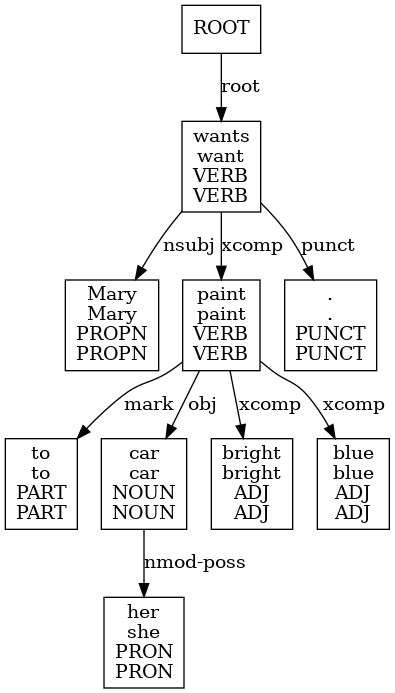 ROOT
root
wants
want
VERB
VERB
nsubj xcomp punct
Mary
Mary
PROPN
PROPN
paint
paint
VERB
VERB
.
.
PUNCT
PUNCT
mark obj xcomp xcomp
to
to
PART
PART
car
car
NOUN
NOUN
bright
bright
ADJ
ADJ
blue
blue
ADJ
ADJ
nmod-poss
her
she
PRON
PRON